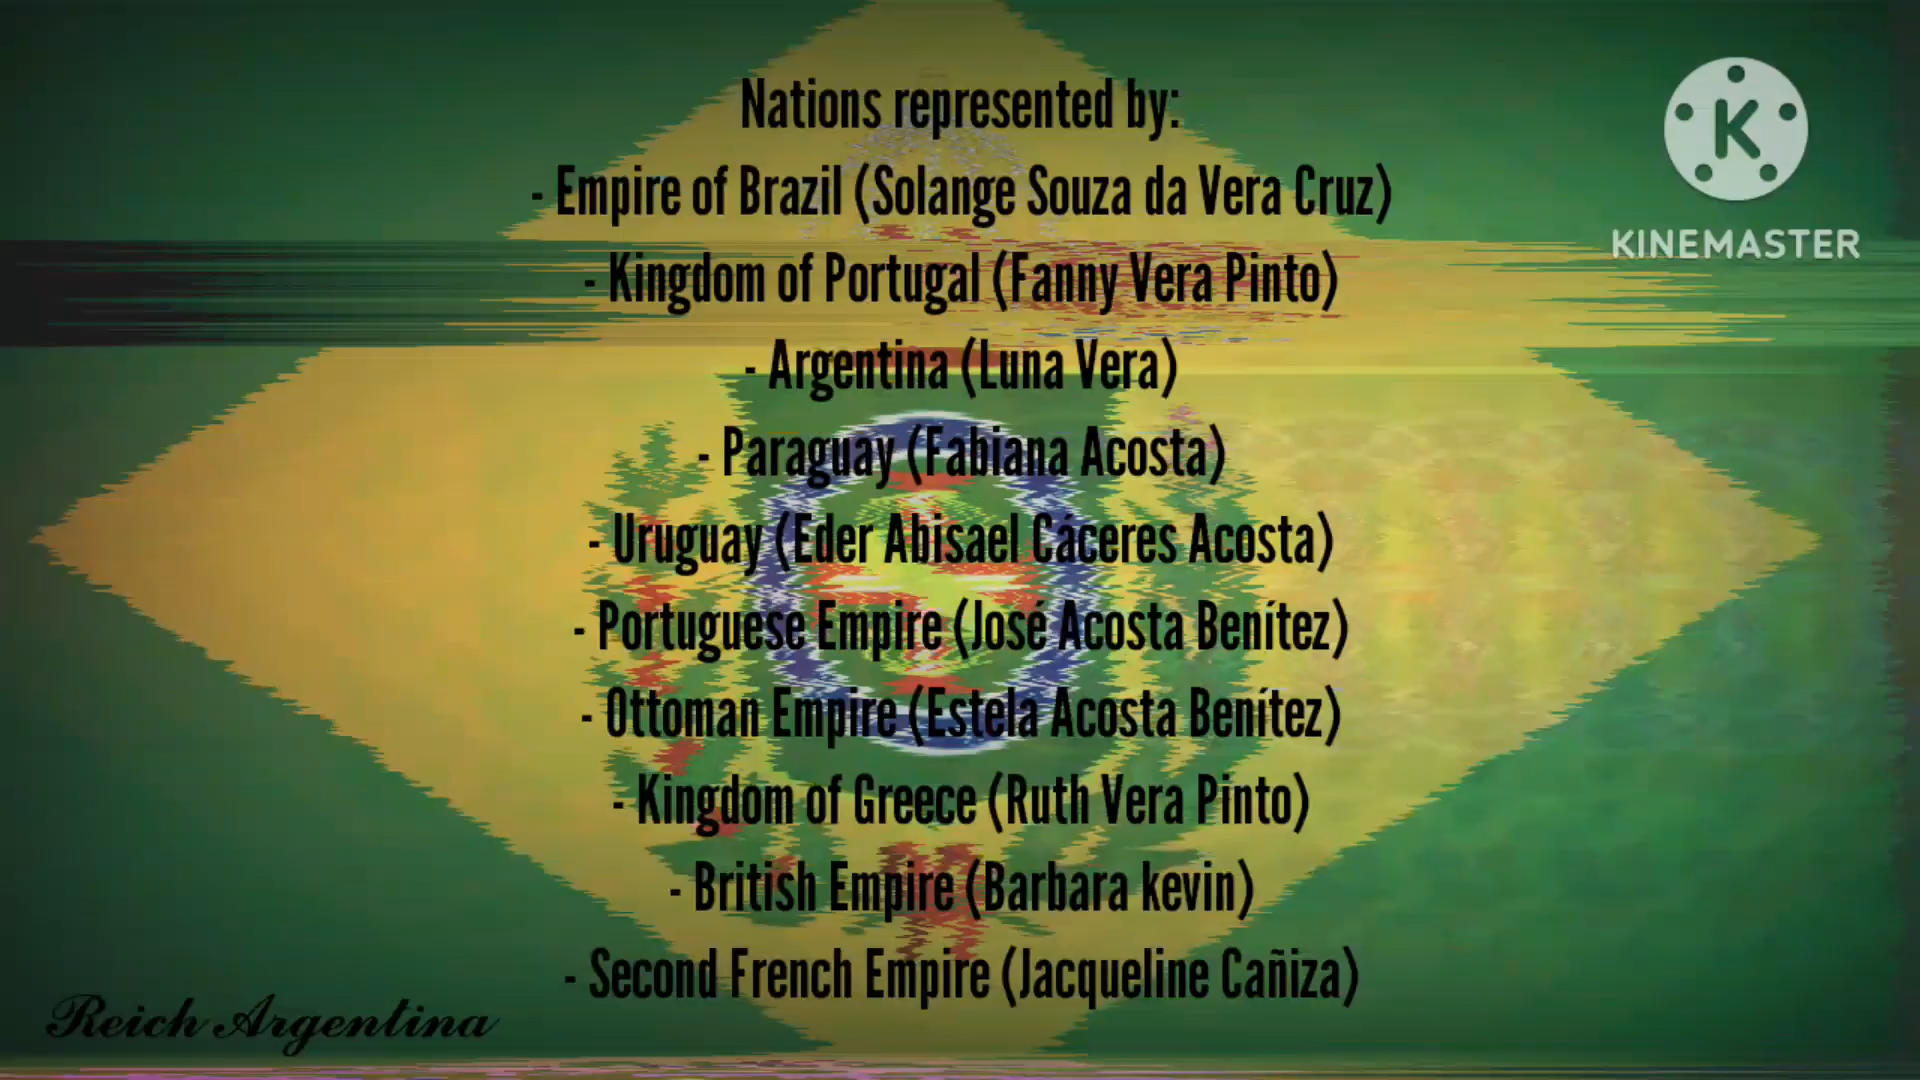 Nations represented by:
- Empire of Brazil (Solange Souza da Vera Cruz)
- Kingdom of Portugal (Fanny Vera Pinto)
- Argentina (Luna Vera)
- Paraguay (Fabiana Acosta)
- Uruguay (Eder Abisael Cáceres Acosta)
- Portuguese Empire (José Acosta Benítez)
- Ottoman Empire (Estela Acosta Benítez)
- Kingdom of Greece (Ruth Vera Pinto)
- British Empire (Barbara kevin)
- Second French Empire (Jacqueline Cañiza)
K
KINEMASTER
Reich Argentina